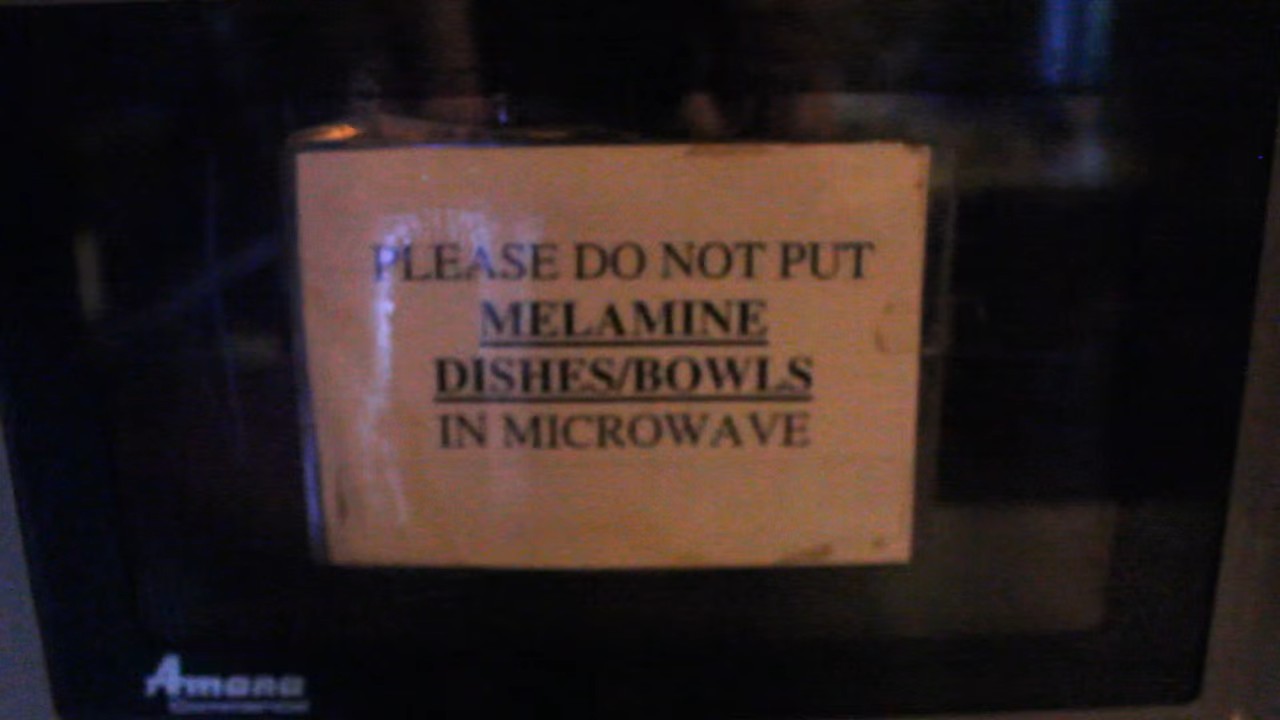 PLEASE DO NOT PUT
MELAMINE
DISHES/BOWLS
IN MICROWAVE
Amana